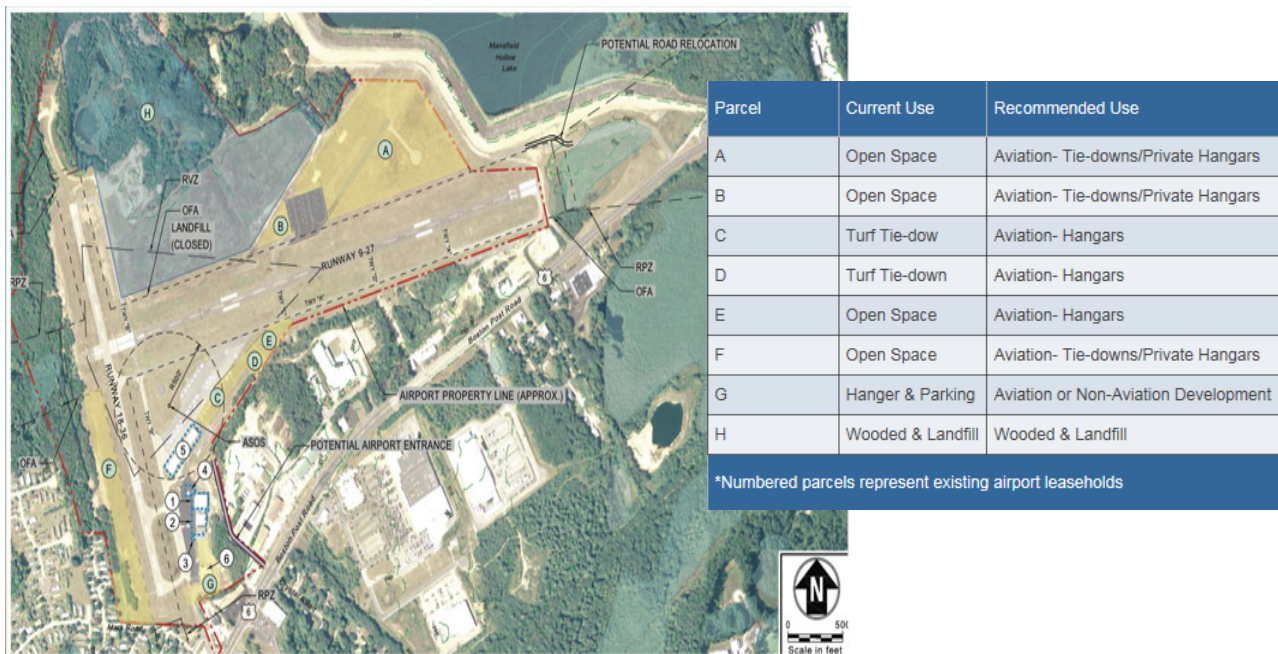 Mansfield
Hollow
Lake
POTENTIAL ROAD RELOCATION
H
A
RVZ
OFA
LANDFILL
(CLOSED)
B
RUNWAY 9-27
TWY "A"
RPZ
OFA
6
Boston Post Road
RPZ
E
D
C
R500'
RUNWAY 18-36
AIRPORT PROPERTY LINE (APPROX.)
ASOS
POTENTIAL AIRPORT ENTRANCE
5
4
F
OFA
1
2
3
6
G
Boston Post Road
RPZ
6
N
0
Scale in feet
Parcel Current Use Recommended Use
A Open Space Aviation- Tie-downs/Private Hangars
B Open Space Aviation- Tie-downs/Private Hangars
C Turf Tie-dow Aviation- Hangars
D Turf Tie-down Aviation- Hangars
E Open Space Aviation- Hangars
F Open Space Aviation- Tie-downs/Private Hangars
G Hanger & Parking Aviation or Non-Aviation Development
H Wooded & Landfill Wooded & Landfill
*Numbered parcels represent existing airport leaseholds